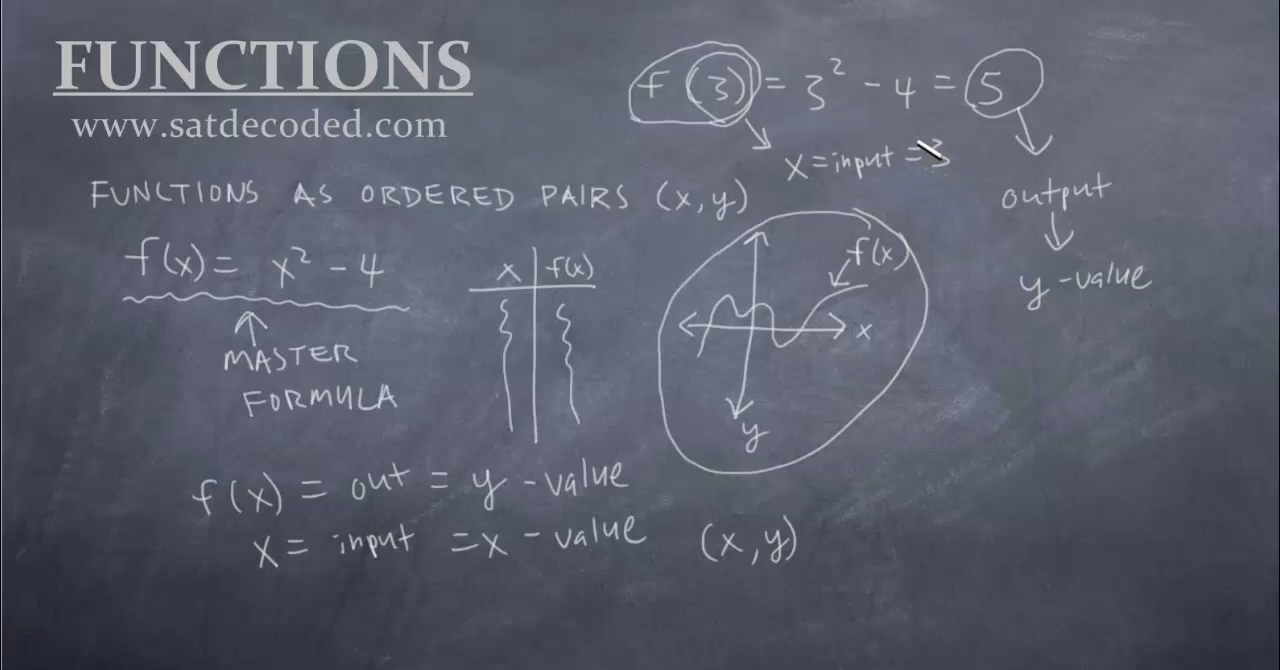 FUNCTIONS
www.satdecoded.com
f(3) = 3² - 4 = 5
x = input = 3
output
y - value
FUNCTIONS AS ORDERED PAIRS (x,y)
f(x) = x² - 4
MASTER
FORMULA
x f(x)
f(x)
x
y
f(x) = out = y - value
x = input = x - value (x,y)